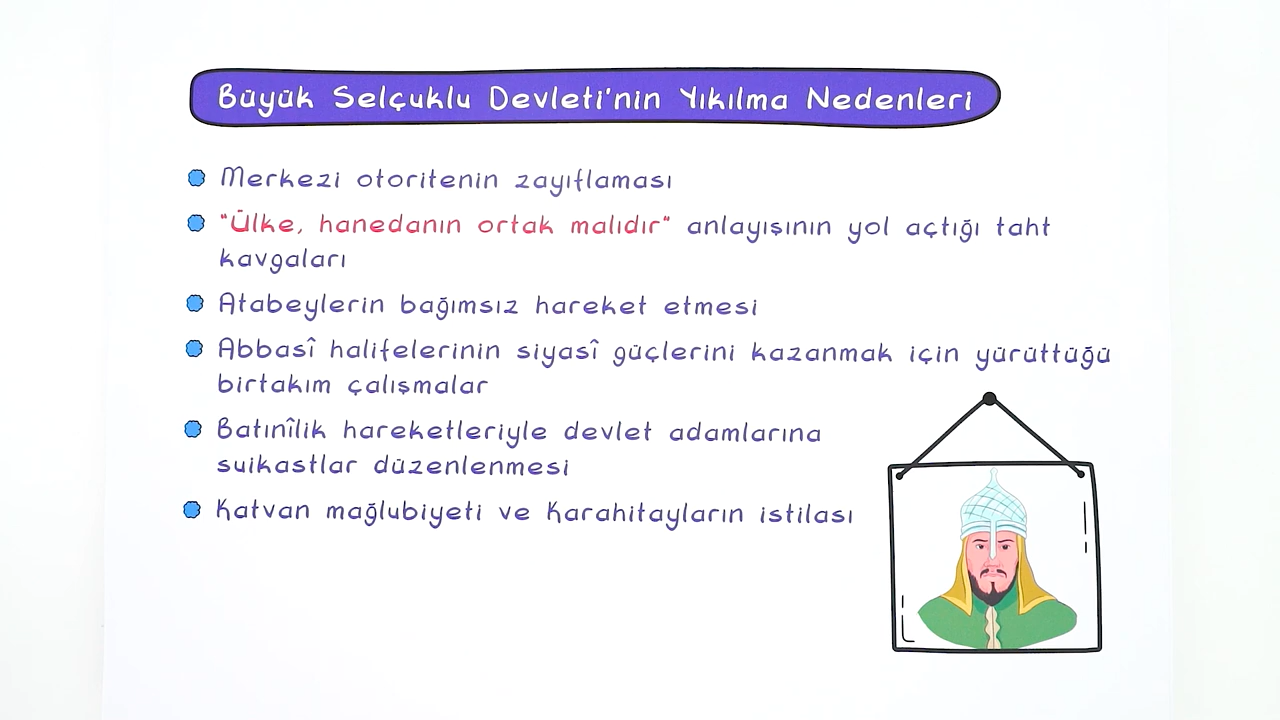 Büyük Selçuklu Devleti'nin Yıkılma Nedenleri
Merkezi otoritenin zayıflaması
"Ülke, hanedanın ortak malıdır" anlayışının yol açtığı taht
kavgaları
Atabeylerin bağımsız hareket etmesi
Abbasî halifelerinin siyasî güçlerini kazanmak için yürüttüğü
birtakım çalışmalar
Batınîlik hareketleriyle devlet adamlarına
suikastlar düzenlenmesi
Katvan mağlubiyeti ve Karahitayların istilası